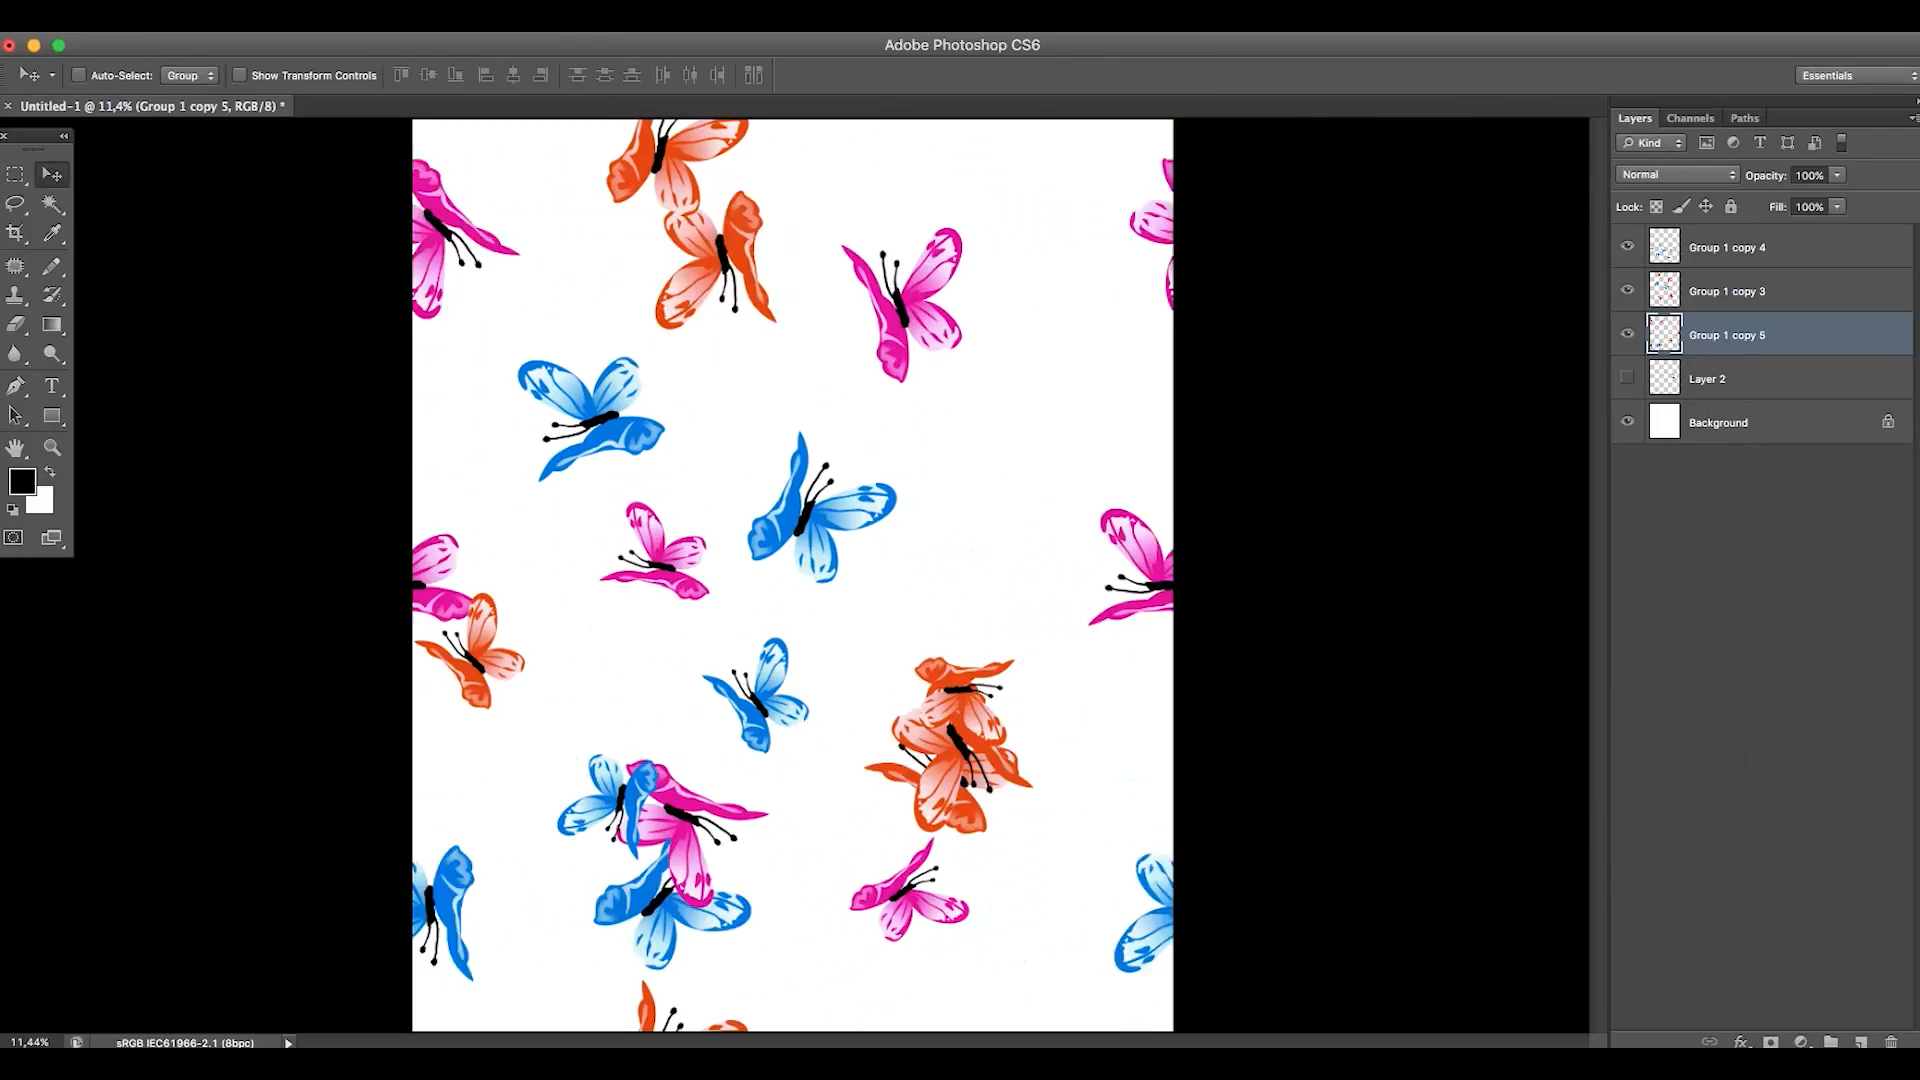 Adobe Photoshop CS6
Auto-Select: Group Show Transform Controls Essentials
Untitled-1 @ 11,4% (Group 1 copy 5, RGB/8) *
Layers Channels Paths
Kind
Normal Opacity: 100%
Lock: Fill: 100%
Group 1 copy 4
Group 1 copy 3
Group 1 copy 5
Layer 2
Background
11,44% sRGB IEC61966-2.1 (8bpc)
fx